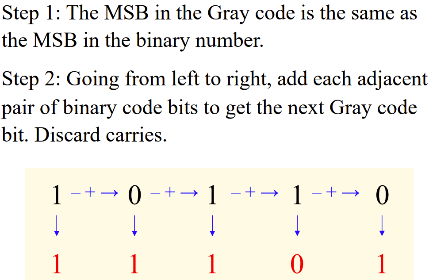 Step 1: The MSB in the Gray code is the same as
the MSB in the binary number.
Step 2: Going from left to right, add each adjacent
pair of binary code bits to get the next Gray code
bit. Discard carries.
1 –+→ 0 –+→ 1 –+→ 1 –+→ 0
1 1 1 0 1